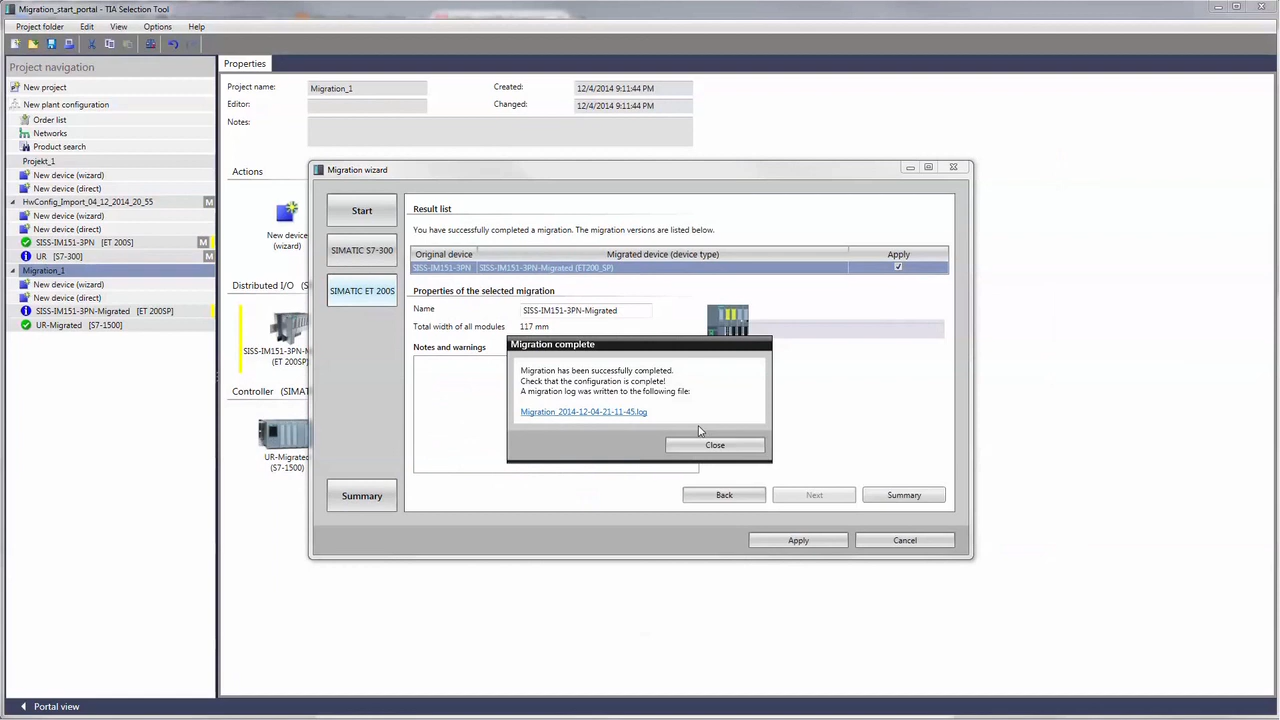 Migration_start_portal - TIA Selection Tool
Project folder Edit View Options Help
Project navigation
New project
New plant configuration
Order list
Networks
Product search
Projekt_1
New device (wizard)
New device (direct)
HwConfig_Import_04_12_2014_20_55 M
New device (wizard)
New device (direct)
SISS-IM151-3PN [ET 200S] M
UR [S7-300] M
Migration_1
New device (wizard)
New device (direct)
SISS-IM151-3PN-Migrated [ET 200SP]
UR-Migrated [S7-1500]
Portal view
Properties
Project name: Migration_1 Created: 12/4/2014 9:11:44 PM
Editor: Changed: 12/4/2014 9:11:44 PM
Notes:
Actions
New device
(wizard)
Distributed I/O (SIMA
SISS-IM151-3PN-
(ET 200SP)
Controller (SIMA
UR-Migrated
(S7-1500)
Migration wizard
Start
SIMATIC S7-300
SIMATIC ET 200S
Summary
Result list
You have successfully completed a migration. The migration versions are listed below.
Original device Migrated device (device type) Apply
SISS-IM151-3PN SISS-IM151-3PN-Migrated (ET200_SP)
Properties of the selected migration
Name SISS-IM151-3PN-Migrated
Total width of all modules 117 mm
Notes and warnings
Migration complete
Migration has been successfully completed.
Check that the configuration is complete!
A migration log was written to the following file:
Migration_2014-12-04-21-11-45.log
Close
Back Next Summary
Apply Cancel